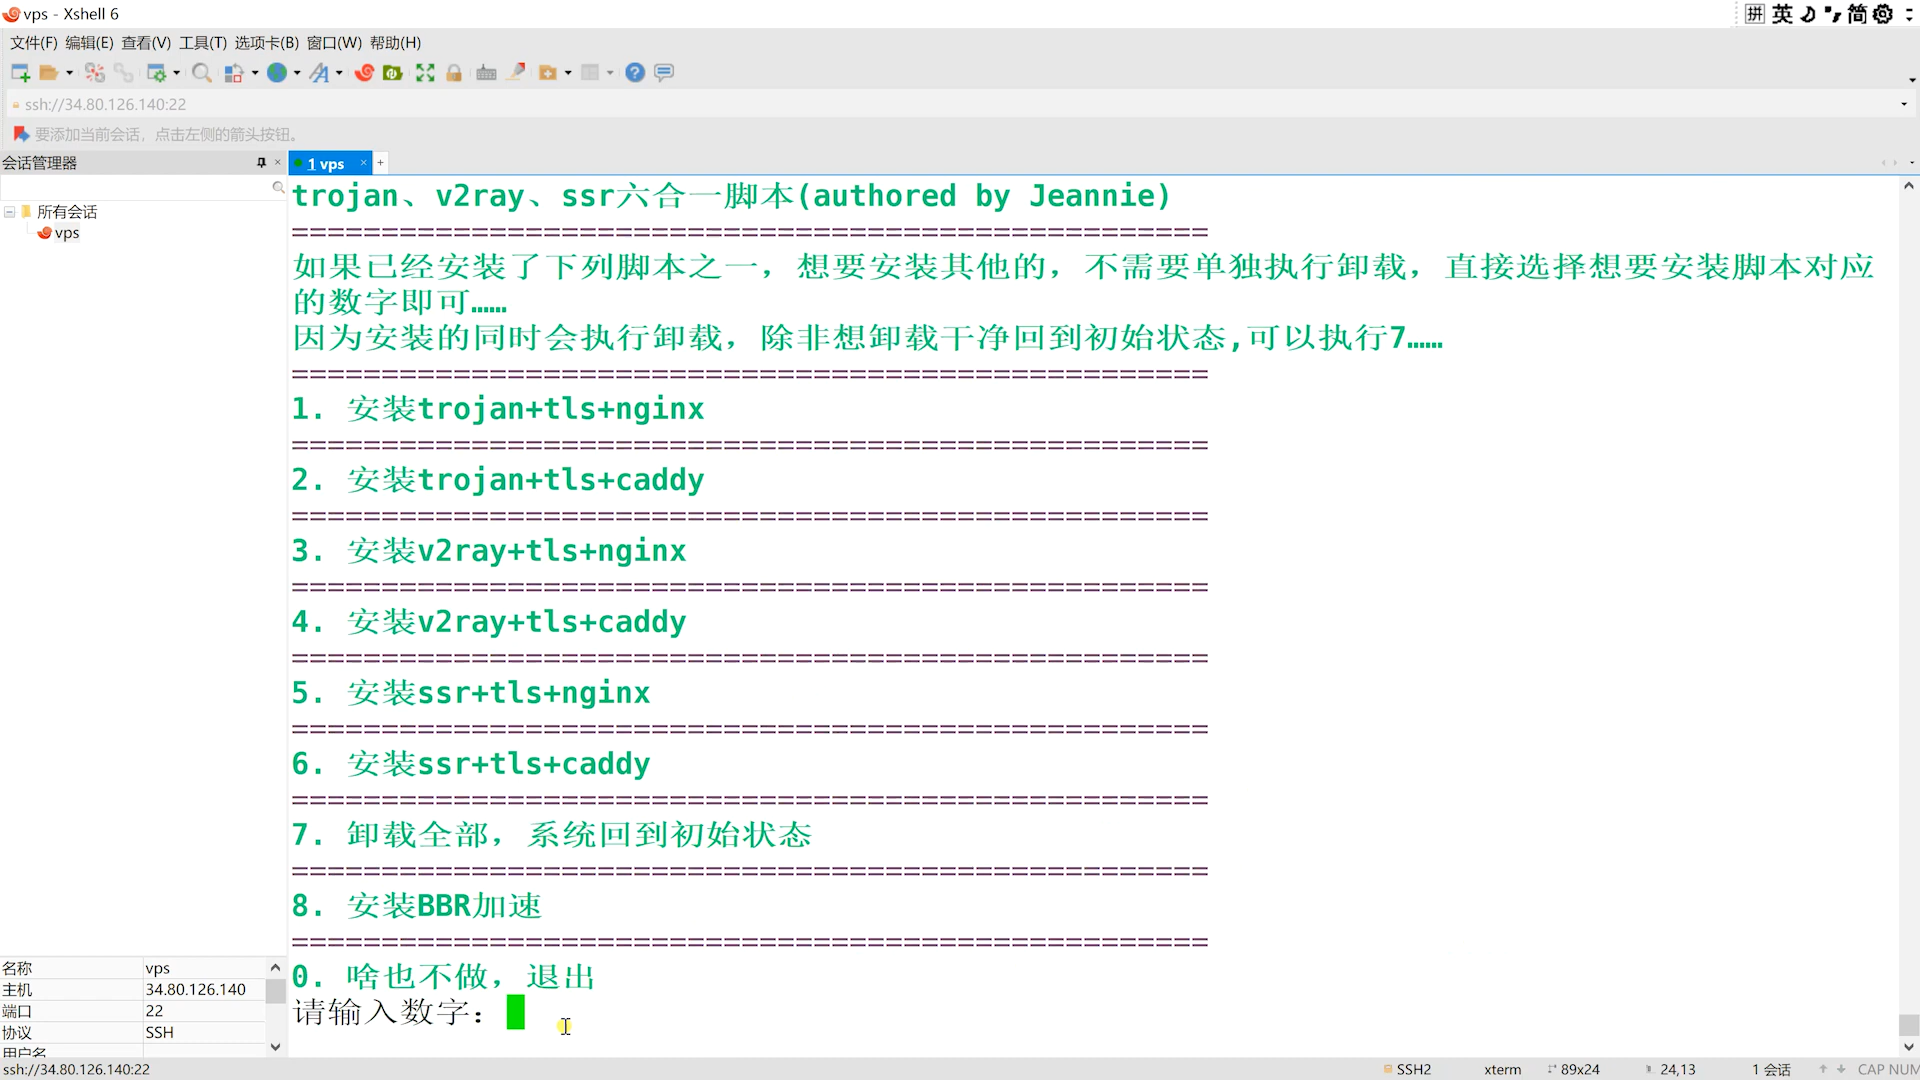 vps - Xshell 6
拼 英 简
文件(F) 编辑(E) 查看(V) 工具(T) 选项卡(B) 窗口(W) 帮助(H)
ssh://34.80.126.140:22
要添加当前会话，点击左侧的箭头按钮。
会话管理器
1 vps
所有会话
vps
trojan、v2ray、ssr六合一脚本(authored by Jeannie)
===================================================
如果已经安装了下列脚本之一，想要安装其他的，不需要单独执行卸载，直接选择想要安装脚本对应
的数字即可……
因为安装的同时会执行卸载，除非想卸载干净回到初始状态,可以执行7……
===================================================
1. 安装trojan+tls+nginx
===================================================
2. 安装trojan+tls+caddy
===================================================
3. 安装v2ray+tls+nginx
===================================================
4. 安装v2ray+tls+caddy
===================================================
5. 安装ssr+tls+nginx
===================================================
6. 安装ssr+tls+caddy
===================================================
7. 卸载全部，系统回到初始状态
===================================================
8. 安装BBR加速
===================================================
0. 啥也不做，退出
请输入数字：
名称 vps
主机 34.80.126.140
端口 22
协议 SSH
用户名
ssh://34.80.126.140:22
SSH2 xterm 89x24 24,13 1 会话 CAP NUM